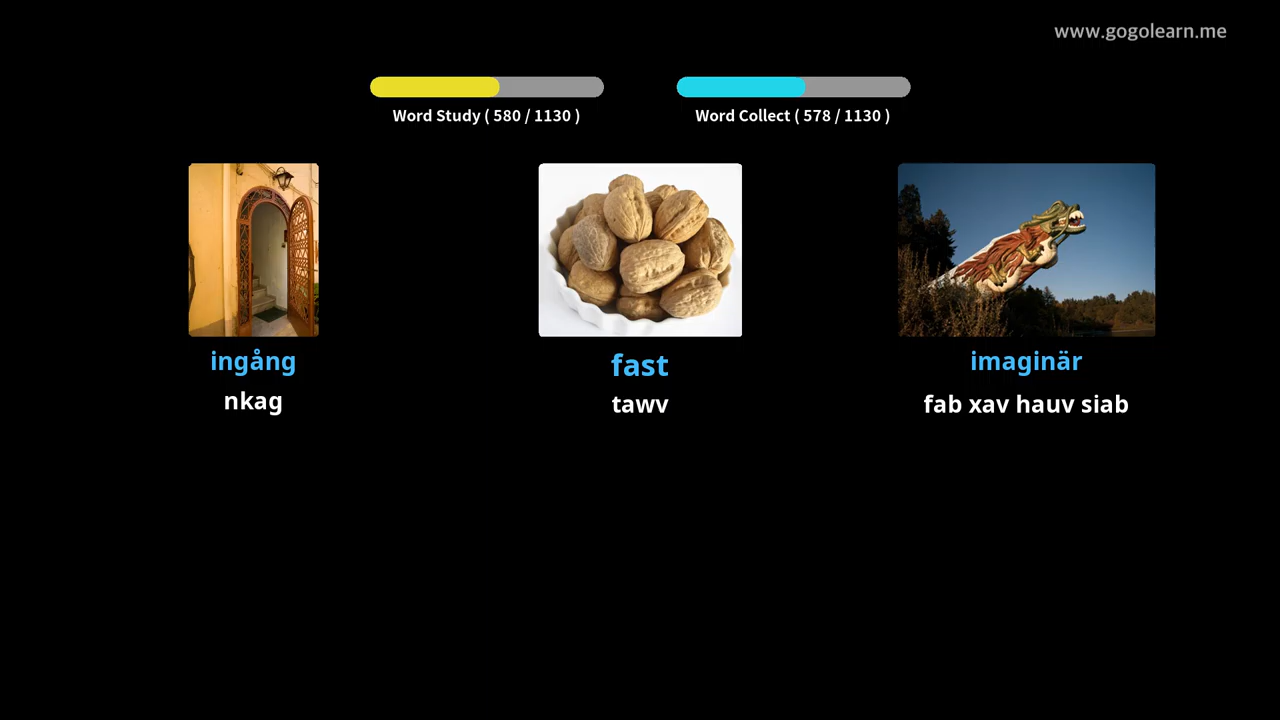 www.gogolearn.me
Word Study ( 580 / 1130 )
Word Collect ( 578 / 1130 )
ingång
fast
imaginär
nkag
tawv
fab xav hauv siab